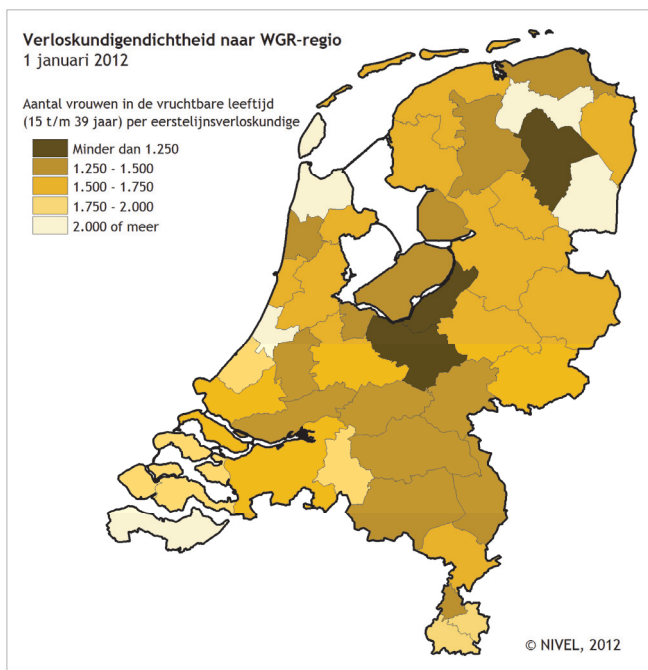 Verloskundigendichtheid naar WGR-regio
1 januari 2012
Aantal vrouwen in de vruchtbare leeftijd
(15 t/m 39 jaar) per eerstelijnsverloskundige
Minder dan 1.250
1.250 - 1.500
1.500 - 1.750
1.750 - 2.000
2.000 of meer
© NIVEL, 2012